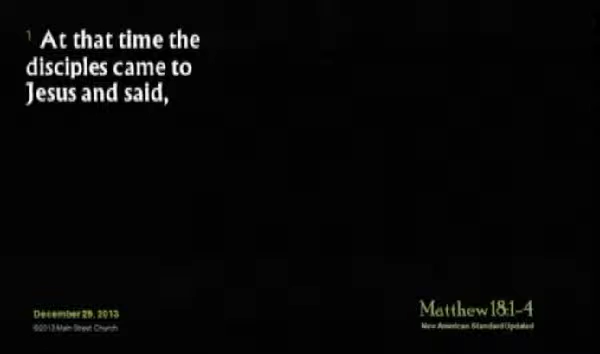 1 At that time the
disciples came to
Jesus and said,
December 29, 2013
©2013 Main Street Church
Matthew 18:1-4
New American Standard Updated